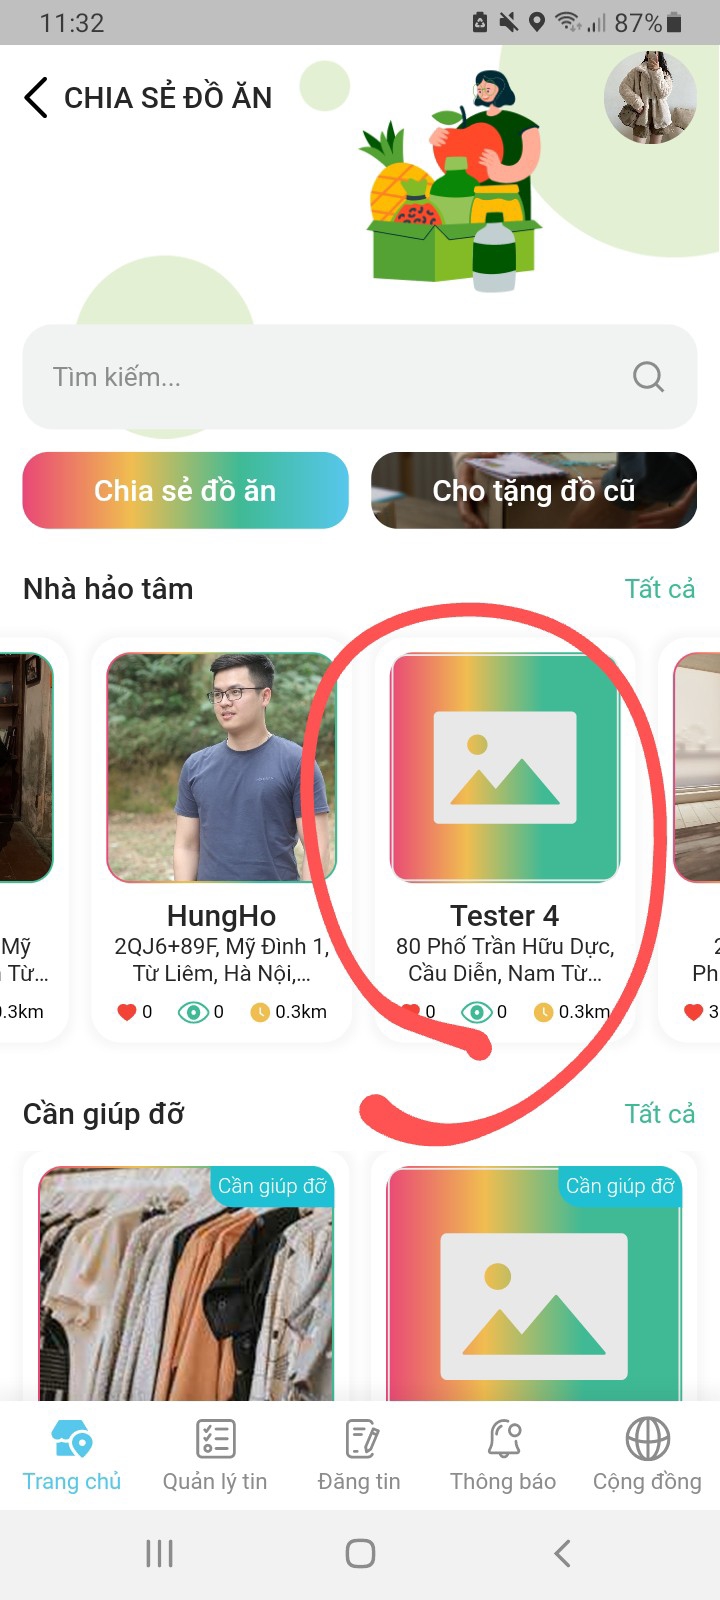 11:32
87%
CHIA SẺ ĐỒ ĂN
Tìm kiếm...
Chia sẻ đồ ăn
Cho tặng đồ cũ
Nhà hảo tâm
Tất cả
Mỹ
Từ...
0.3km
HungHo
2QJ6+89F, Mỹ Đình 1,
Từ Liêm, Hà Nội,...
0
0
0.3km
Tester 4
80 Phố Trần Hữu Dực,
Cầu Diễn, Nam Từ...
0
0
0.3km
2
Ph
3
Cần giúp đỡ
Tất cả
Cần giúp đỡ
Cần giúp đỡ
Trang chủ
Quản lý tin
Đăng tin
Thông báo
Cộng đồng